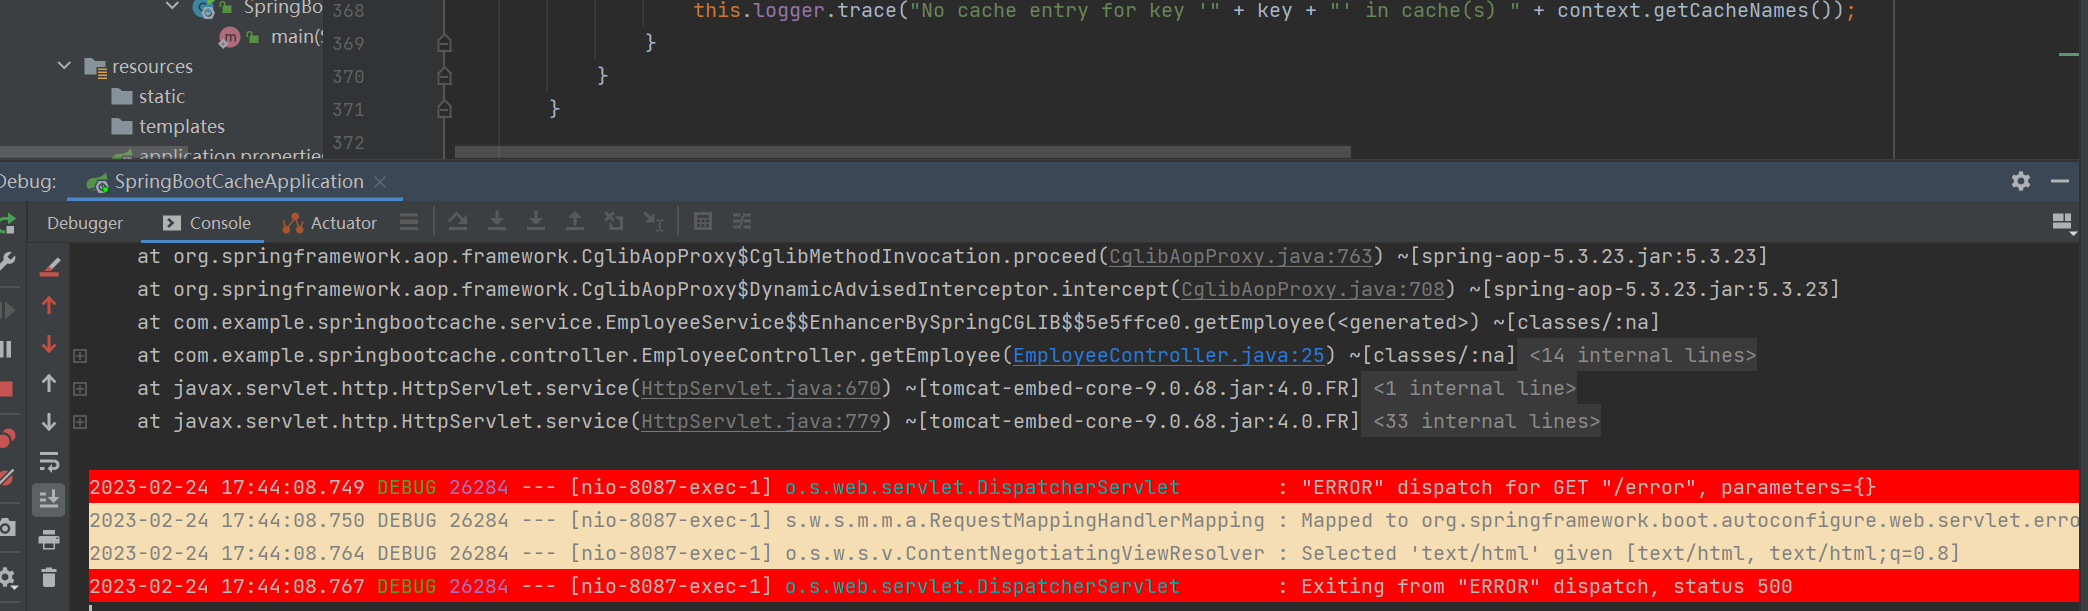 SpringBo
main(S
resources
static
templates
application.propertie
368 this.logger.trace("No cache entry for key '" + key + "' in cache(s) " + context.getCacheNames());
369 }
370 }
371 }
372
Debug: SpringBootCacheApplication
Debugger Console Actuator
at org.springframework.aop.framework.CglibAopProxy$CglibMethodInvocation.proceed(CglibAopProxy.java:763) ~[spring-aop-5.3.23.jar:5.3.23]
at org.springframework.aop.framework.CglibAopProxy$DynamicAdvisedInterceptor.intercept(CglibAopProxy.java:708) ~[spring-aop-5.3.23.jar:5.3.23]
at com.example.springbootcache.service.EmployeeService$$EnhancerBySpringCGLIB$$5e5ffce0.getEmployee(<generated>) ~[classes/:na]
at com.example.springbootcache.controller.EmployeeController.getEmployee(EmployeeController.java:25) ~[classes/:na] <14 internal lines>
at javax.servlet.http.HttpServlet.service(HttpServlet.java:670) ~[tomcat-embed-core-9.0.68.jar:4.0.FR] <1 internal line>
at javax.servlet.http.HttpServlet.service(HttpServlet.java:779) ~[tomcat-embed-core-9.0.68.jar:4.0.FR] <33 internal lines>
2023-02-24 17:44:08.749 DEBUG 26284 --- [nio-8087-exec-1] o.s.web.servlet.DispatcherServlet : "ERROR" dispatch for GET "/error", parameters={}
2023-02-24 17:44:08.750 DEBUG 26284 --- [nio-8087-exec-1] s.w.s.m.m.a.RequestMappingHandlerMapping : Mapped to org.springframework.boot.autoconfigure.web.servlet.erro
2023-02-24 17:44:08.764 DEBUG 26284 --- [nio-8087-exec-1] o.s.w.s.v.ContentNegotiatingViewResolver : Selected 'text/html' given [text/html, text/html;q=0.8]
2023-02-24 17:44:08.767 DEBUG 26284 --- [nio-8087-exec-1] o.s.web.servlet.DispatcherServlet : Exiting from "ERROR" dispatch, status 500